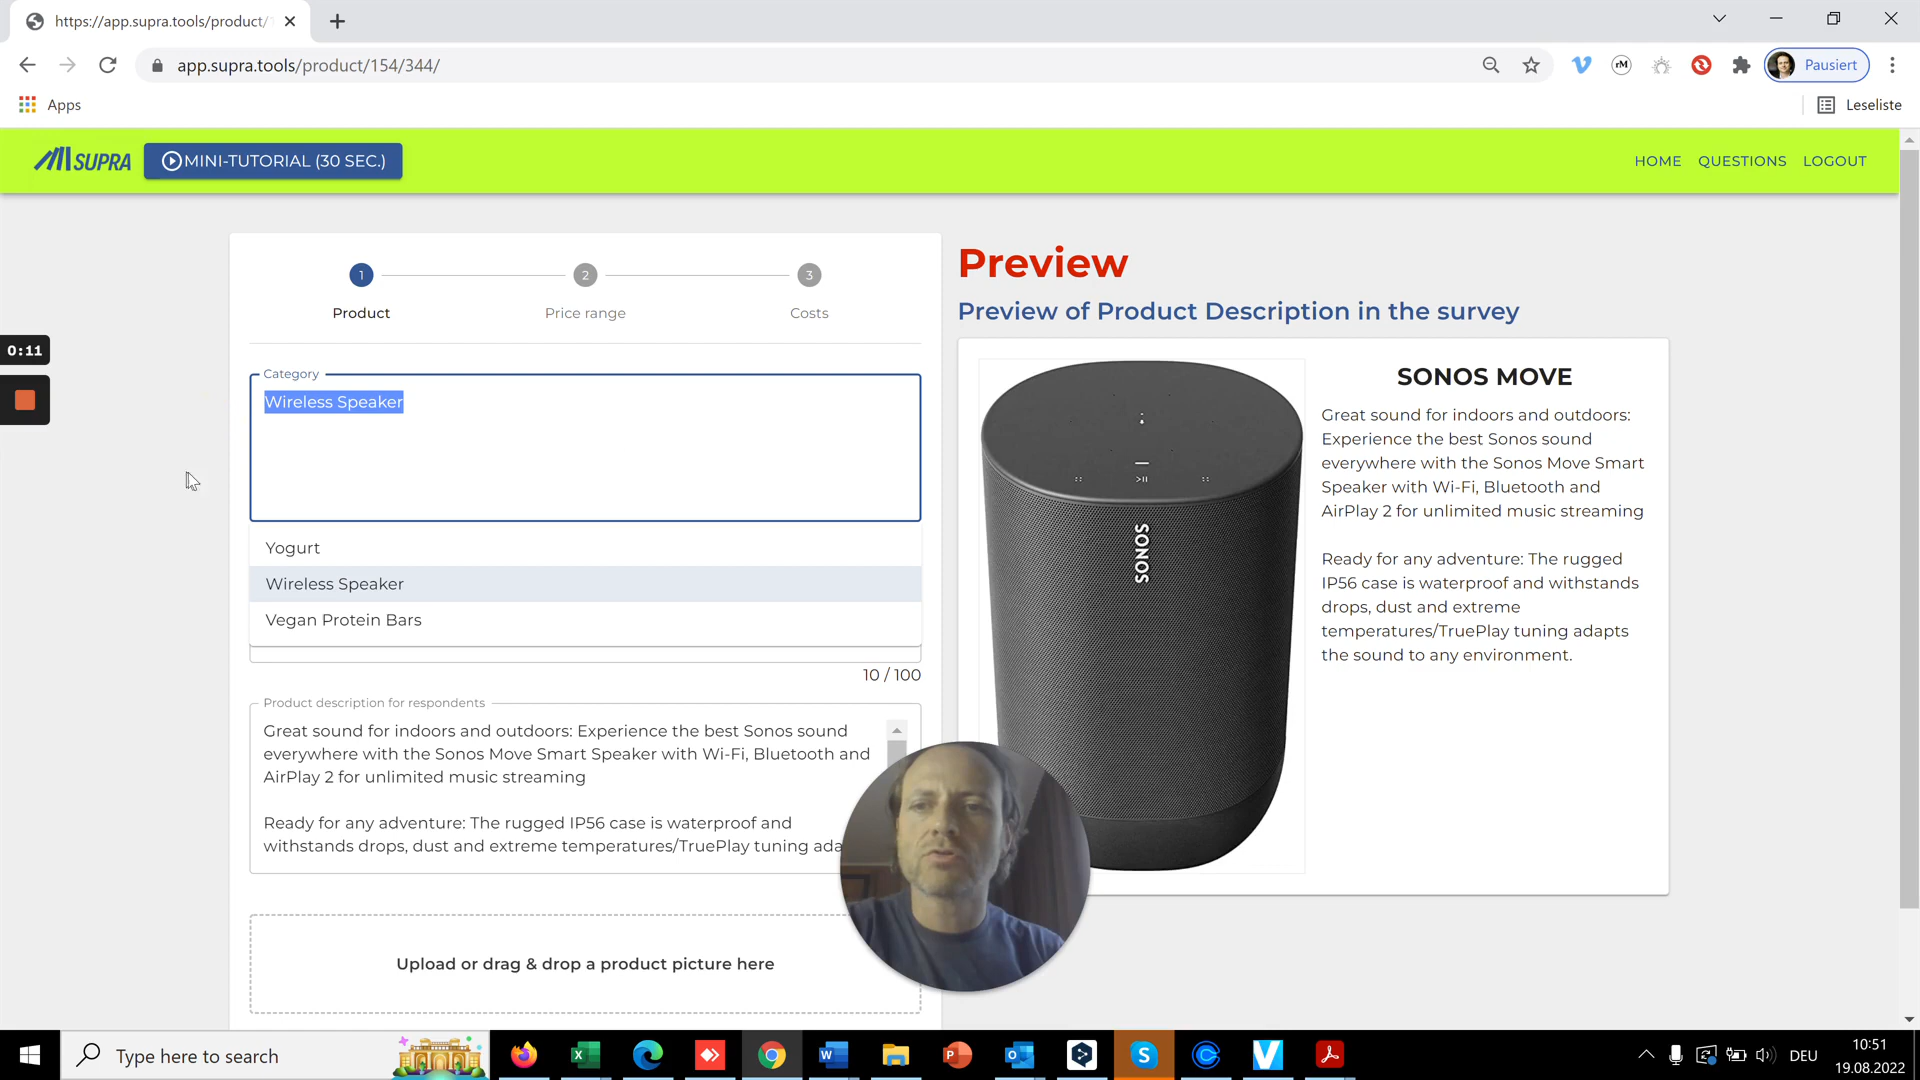 https://app.supra.tools/product/
app.supra.tools/product/154/344/
Pausiert
Apps
Leseliste
SUPRA
MINI-TUTORIAL (30 SEC.)
HOME
QUESTIONS
LOGOUT
1
2
3
Product
Price range
Costs
Preview
Preview of Product Description in the survey
0:11
Category
Wireless Speaker
Yogurt
Wireless Speaker
Vegan Protein Bars
10 / 100
Product description for respondents
Great sound for indoors and outdoors: Experience the best Sonos sound
everywhere with the Sonos Move Smart Speaker with Wi-Fi, Bluetooth and
AirPlay 2 for unlimited music streaming
Ready for any adventure: The rugged IP56 case is waterproof and
withstands drops, dust and extreme temperatures/TruePlay tuning ada
Upload or drag & drop a product picture here
SONOS
SONOS MOVE
Great sound for indoors and outdoors:
Experience the best Sonos sound
everywhere with the Sonos Move Smart
Speaker with Wi-Fi, Bluetooth and
AirPlay 2 for unlimited music streaming
Ready for any adventure: The rugged
IP56 case is waterproof and withstands
drops, dust and extreme
temperatures/TruePlay tuning adapts
the sound to any environment.
Type here to search
DEU
10:51
19.08.2022